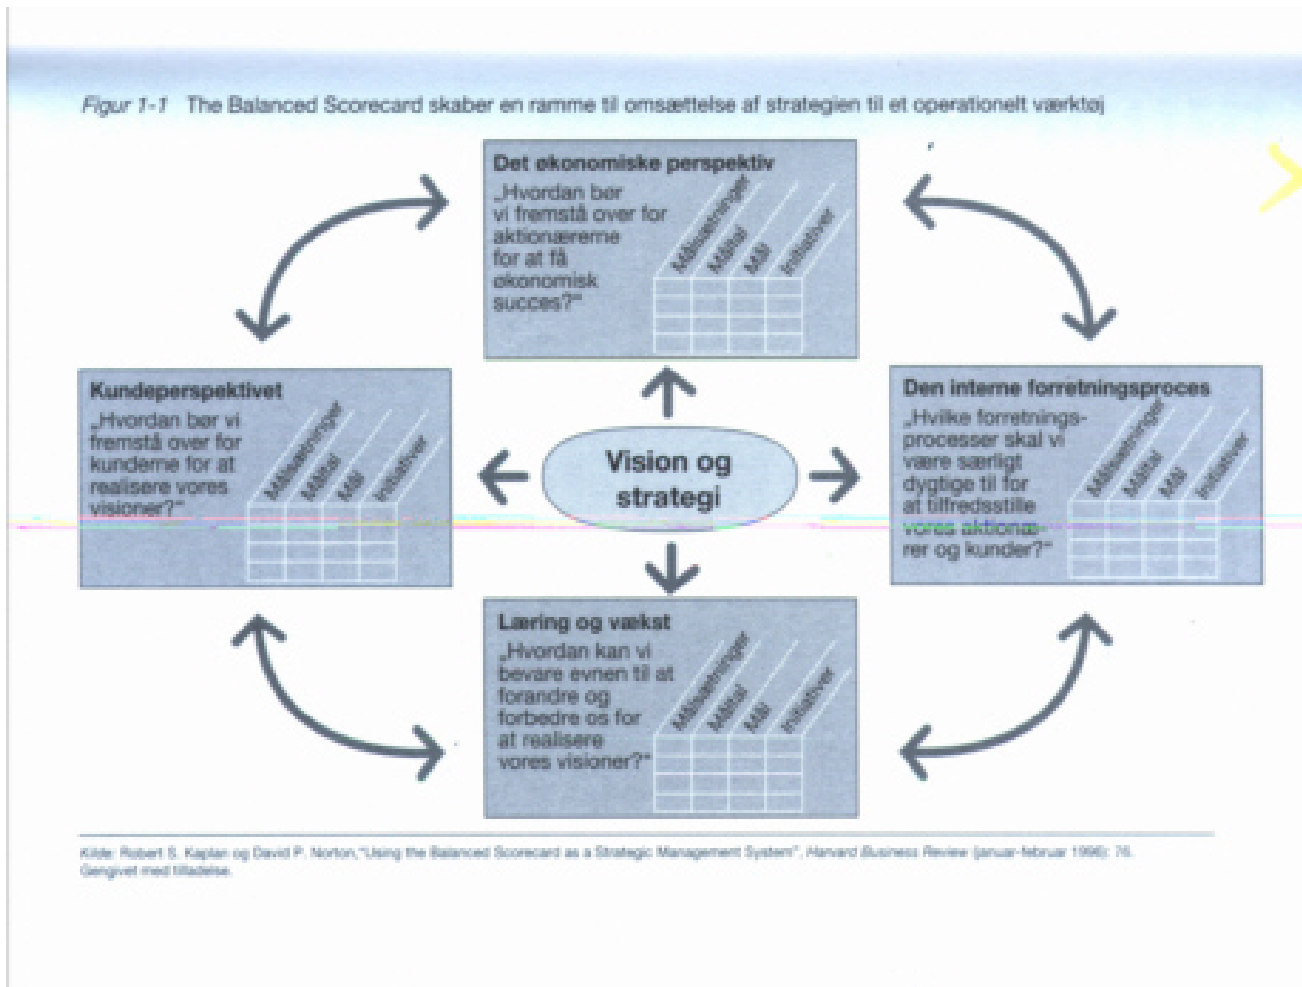 Figur 1-1 The Balanced Scorecard skaber en ramme til omsættelse af strategien til et operationelt værktøj
Det økonomiske perspektiv
„Hvordan bør
vi fremstå over for
aktionærerne
for at få
økonomisk
succes?“
Målsætninger
Måltal
Mål
Initiativer
Kundeperspektivet
„Hvordan bør vi
fremstå over for
kunderne for at
realisere vores
visioner?“
Målsætninger
Måltal
Mål
Initiativer
Vision og
strategi
Den interne forretningsproces
„Hvilke forretnings-
processer skal vi
være særligt
dygtige til for
at tilfredsstille
vores aktionæ-
rer og kunder?“
Målsætninger
Måltal
Mål
Initiativer
Læring og vækst
„Hvordan kan vi
bevare evnen til at
forandre og
forbedre os for
at realisere
vores visioner?“
Målsætninger
Måltal
Mål
Initiativer
Kilde: Robert S. Kaplan og David P. Norton, “Using the Balanced Scorecard as a Strategic Management System”, Harvard Business Review (januar-februar 1996): 76.
Gengivet med tilladelse.